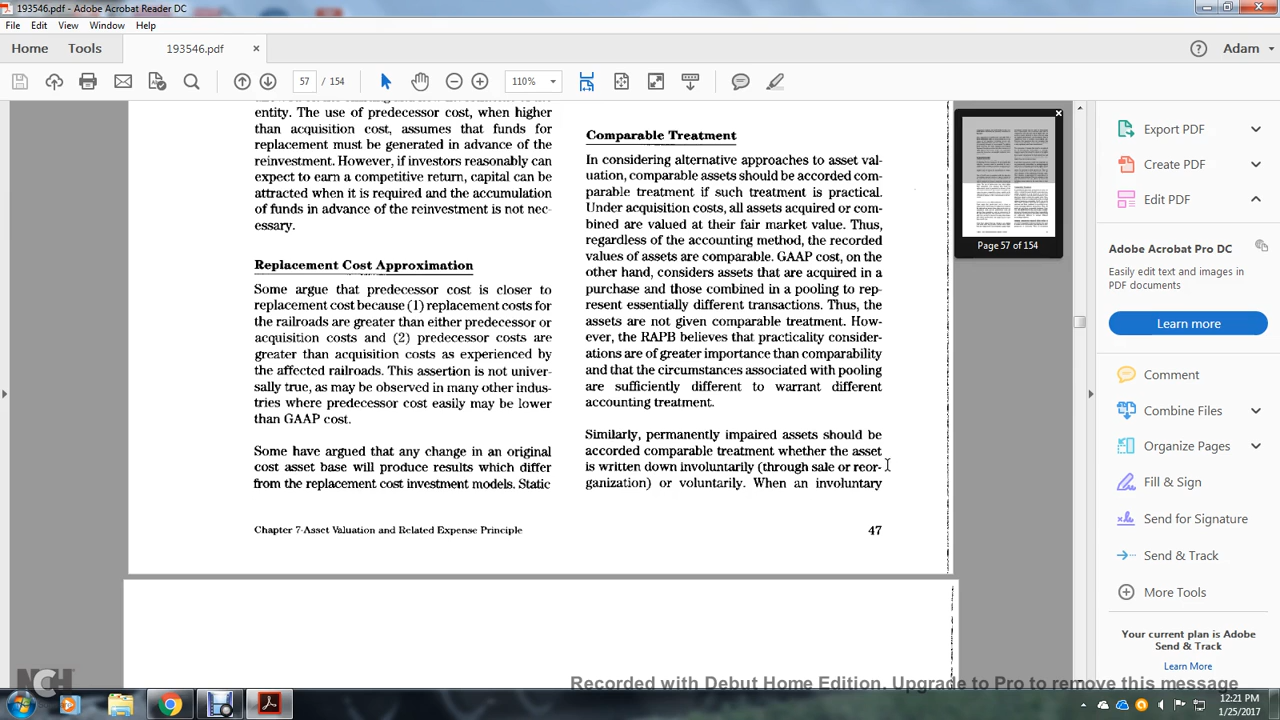 193546.pdf - Adobe Acrobat Reader DC
File Edit View Window Help
Home Tools 193546.pdf × Adam
57 / 154 110%
entity. The use of predecessor cost, when higher
than acquisition cost, assumes that funds for
replacement must be generated in advance of the
reinvestment. However, if investors reasonably can
expect to earn a competitive return, capital can be
attracted when it is required and the accumulation
of funds in advance of the reinvestment is not nec-
essary.
Replacement Cost Approximation
Some argue that predecessor cost is closer to
replacement cost because (1) replacement costs for
the railroads are greater than either predecessor or
acquisition costs and (2) predecessor costs are
greater than acquisition costs as experienced by
the affected railroads. This assertion is not univer-
sally true, as may be observed in many other indus-
tries where predecessor cost easily may be lower
than GAAP cost.
Some have argued that any change in an original
cost asset base will produce results which differ
from the replacement cost investment models. Static
Comparable Treatment
In considering alternative approaches to asset val-
uation, comparable assets should be accorded com-
parable treatment if such treatment is practical.
Under acquisition cost, all assets acquired or com-
bined are valued at their fair market value. Thus,
regardless of the accounting method, the recorded
values of assets are comparable. GAAP cost, on the
other hand, considers assets that are acquired in a
purchase and those combined in a pooling to rep-
resent essentially different transactions. Thus, the
assets are not given comparable treatment. How-
ever, the RAPB believes that practicality consider-
ations are of greater importance than comparability
and that the circumstances associated with pooling
are sufficiently different to warrant different
accounting treatment.
Similarly, permanently impaired assets should be
accorded comparable treatment whether the asset
is written down involuntarily (through sale or reor-
ganization) or voluntarily. When an involuntary
Chapter 7-Asset Valuation and Related Expense Principle 47
Page 57 of 154
Export PDF
Create PDF
Edit PDF
Adobe Acrobat Pro DC
Easily edit text and images in
PDF documents
Learn more
Comment
Combine Files
Organize Pages
Fill & Sign
Send for Signature
Send & Track
More Tools
Your current plan is Adobe
Send & Track
Learn More
NCH
Recorded with Debut Home Edition. Upgrade to Pro to remove this message
12:21 PM
1/25/2017